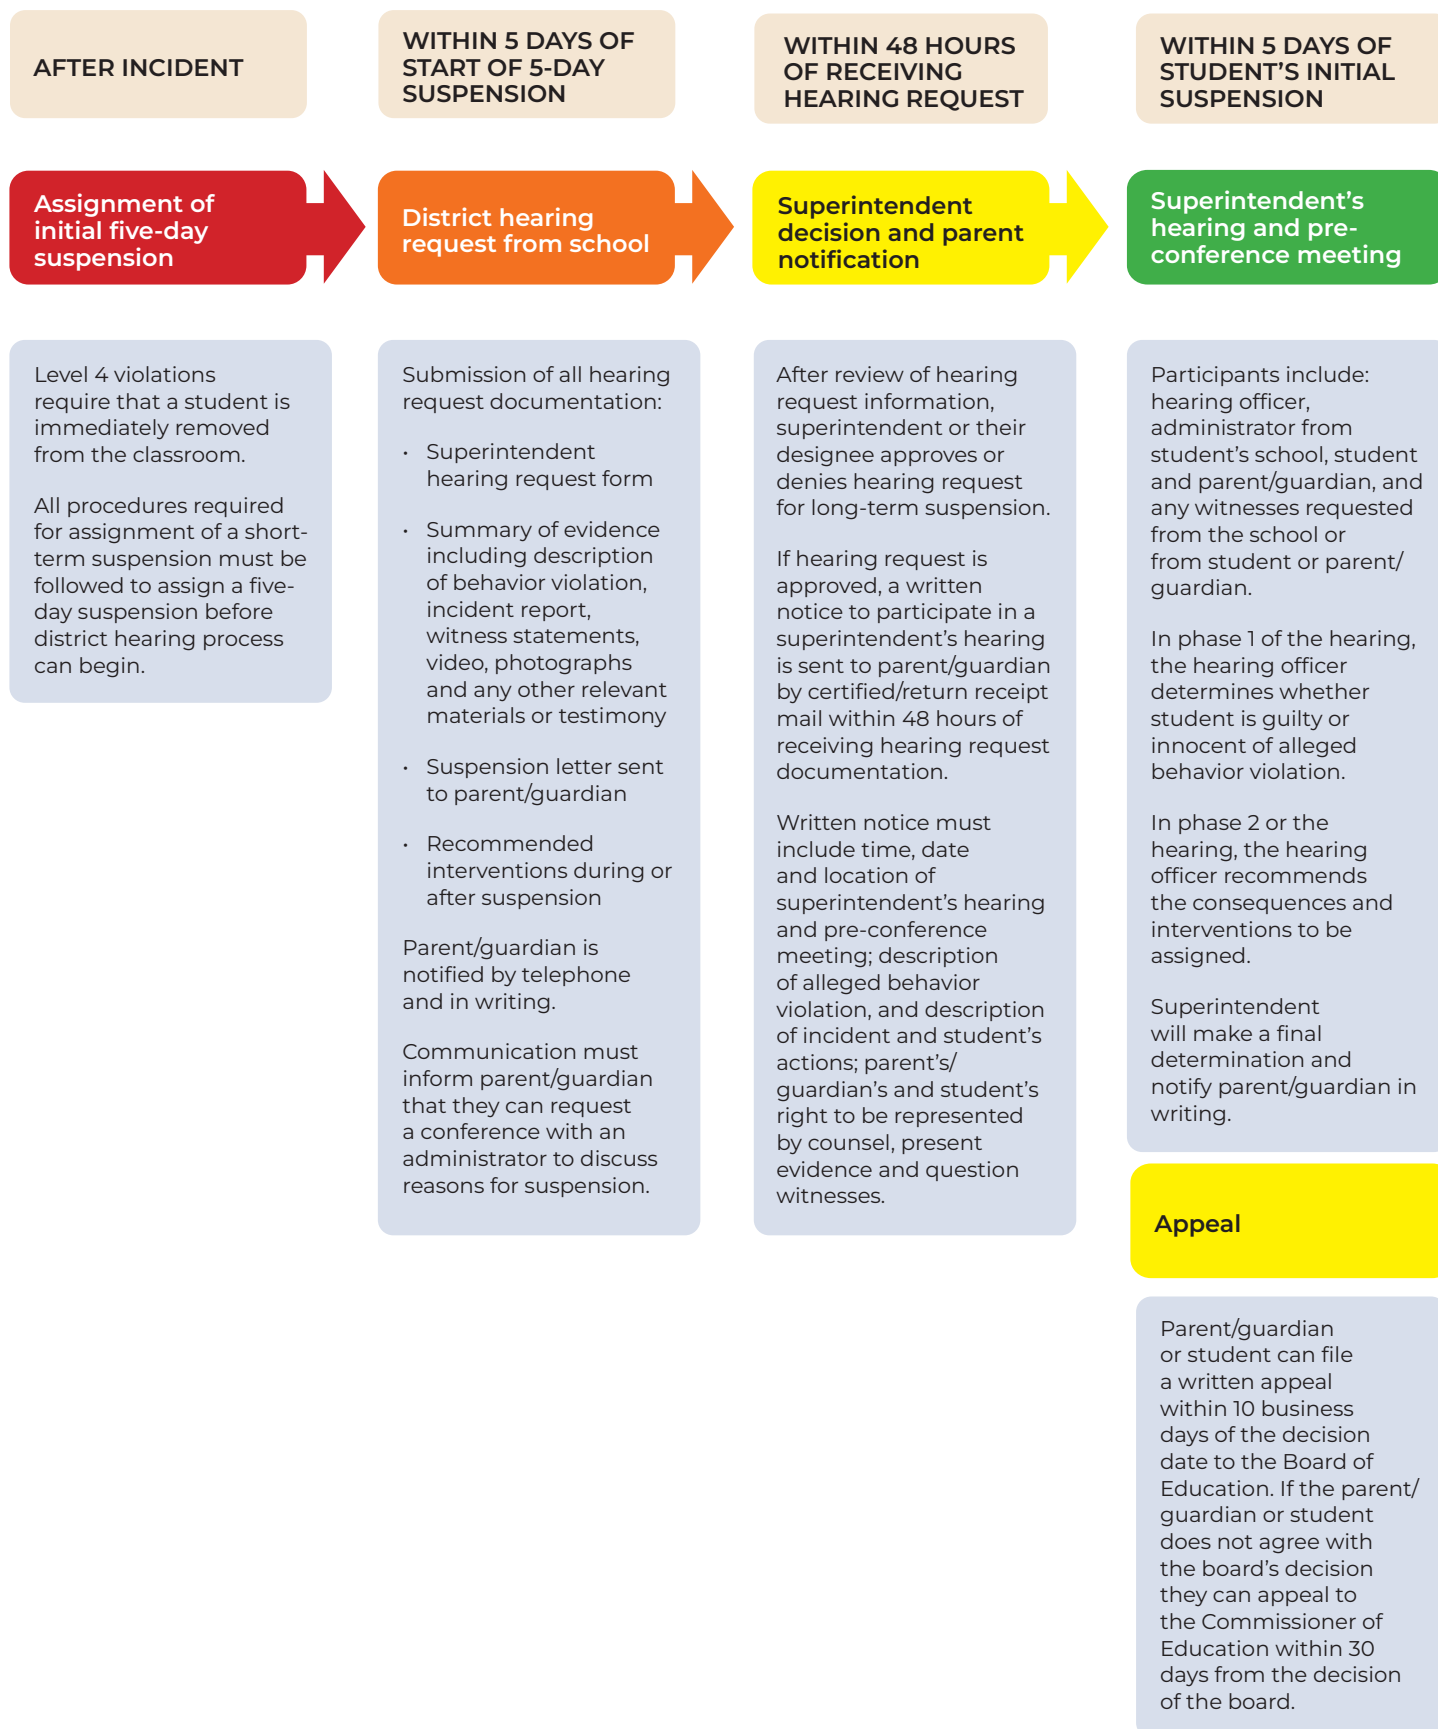 AFTER INCIDENT
WITHIN 5 DAYS OF
START OF 5-DAY
SUSPENSION
WITHIN 48 HOURS
OF RECEIVING
HEARING REQUEST
WITHIN 5 DAYS OF
STUDENT’S INITIAL
SUSPENSION
Assignment of
initial five-day
suspension
District hearing
request from school
Superintendent
decision and parent
notification
Superintendent’s
hearing and pre-
conference meeting
Level 4 violations
require that a student is
immediately removed
from the classroom.
All procedures required
for assignment of a short-
term suspension must be
followed to assign a five-
day suspension before
district hearing process
can begin.
Submission of all hearing
request documentation:
• Superintendent
hearing request form
• Summary of evidence
including description
of behavior violation,
incident report,
witness statements,
video, photographs
and any other relevant
materials or testimony
• Suspension letter sent
to parent/guardian
• Recommended
interventions during or
after suspension
Parent/guardian is
notified by telephone
and in writing.
Communication must
inform parent/guardian
that they can request
a conference with an
administrator to discuss
reasons for suspension.
After review of hearing
request information,
superintendent or their
designee approves or
denies hearing request
for long-term suspension.
If hearing request is
approved, a written
notice to participate in a
superintendent’s hearing
is sent to parent/guardian
by certified/return receipt
mail within 48 hours of
receiving hearing request
documentation.
Written notice must
include time, date
and location of
superintendent’s hearing
and pre-conference
meeting; description
of alleged behavior
violation, and description
of incident and student’s
actions; parent’s/
guardian’s and student’s
right to be represented
by counsel, present
evidence and question
witnesses.
Participants include:
hearing officer,
administrator from
student’s school, student
and parent/guardian, and
any witnesses requested
from the school or
from student or parent/
guardian.
In phase 1 of the hearing,
the hearing officer
determines whether
student is guilty or
innocent of alleged
behavior violation.
In phase 2 or the
hearing, the hearing
officer recommends
the consequences and
interventions to be
assigned.
Superintendent
will make a final
determination and
notify parent/guardian in
writing.
Appeal
Parent/guardian
or student can file
a written appeal
within 10 business
days of the decision
date to the Board of
Education. If the parent/
guardian or student
does not agree with
the board’s decision
they can appeal to
the Commissioner of
Education within 30
days from the decision
of the board.